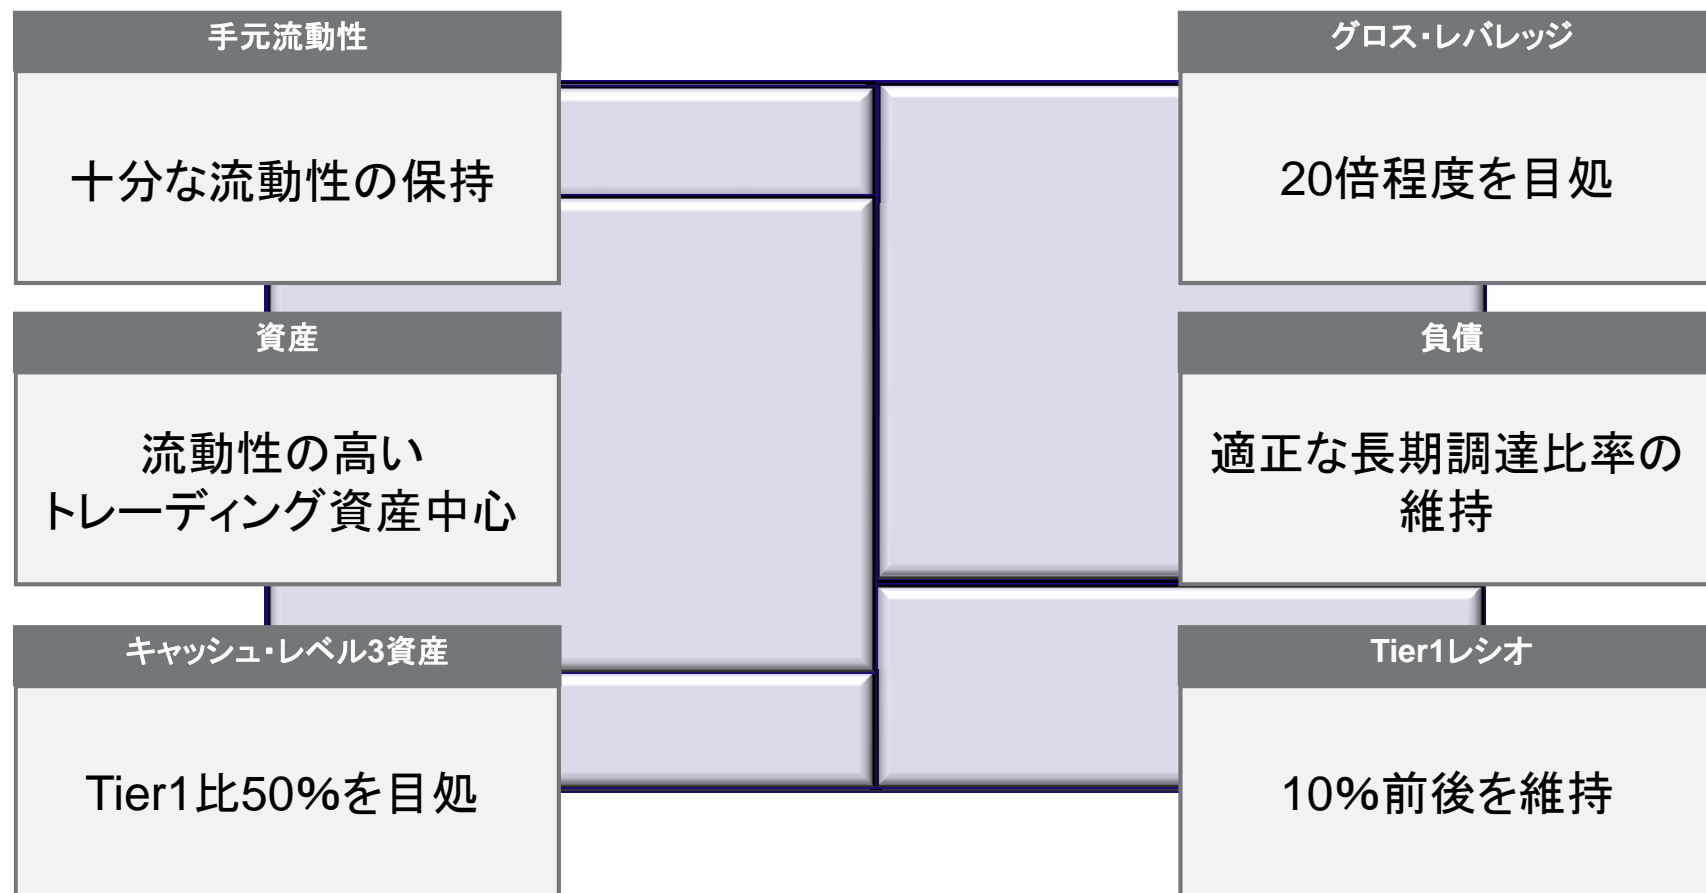 手元流動性
十分な流動性の保持
グロス・レバレッジ
20倍程度を目処
資産
流動性の高い
トレーディング資産中心
負債
適正な長期調達比率の
維持
キャッシュ・レベル3資産
Tier1比50%を目処
Tier1レシオ
10%前後を維持